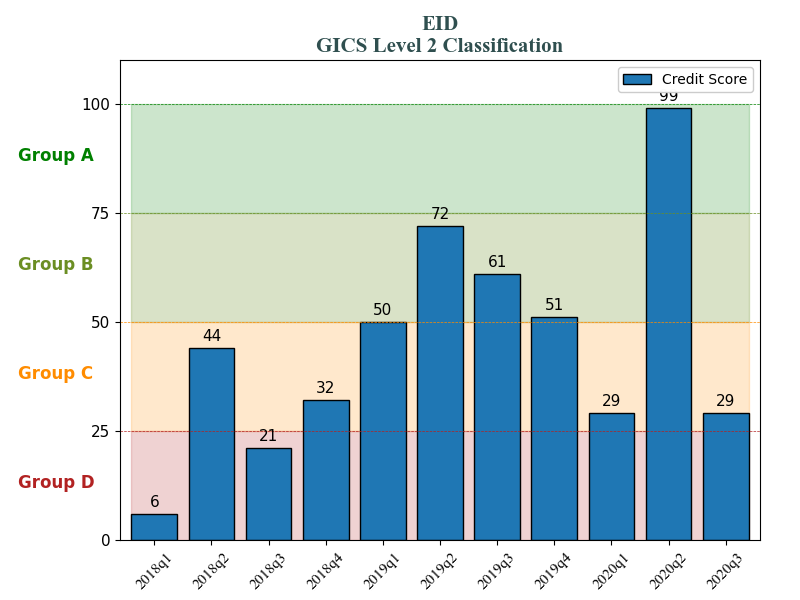 EID
GICS Level 2 Classification
Credit Score
100
75
50
25
0
Group A
Group B
Group C
Group D
6
44
21
32
50
72
61
51
29
99
29
2018q1
2018q2
2018q3
2018q4
2019q1
2019q2
2019q3
2019q4
2020q1
2020q2
2020q3